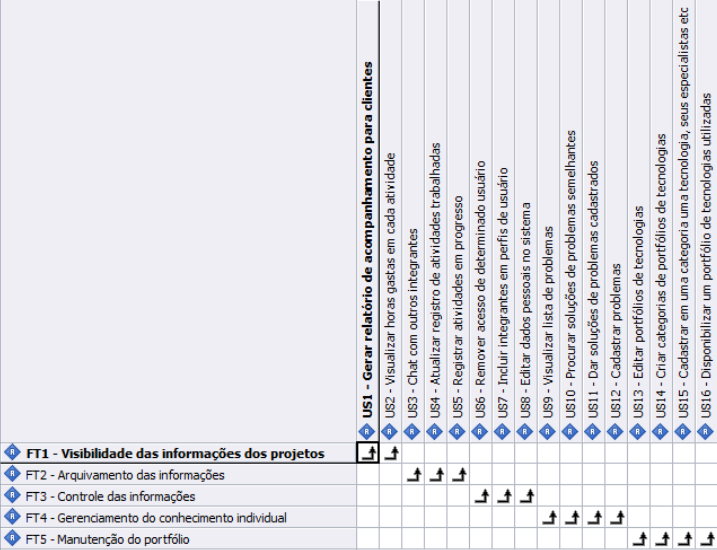 US1 - Gerar relatório de acompanhamento para clientes
US2 - Visualizar horas gastas em cada atividade
US3 - Chat com outros integrantes
US4 - Atualizar registro de atividades trabalhadas
US5 - Registrar atividades em progresso
US6 - Remover acesso de determinado usuário
US7 - Incluir integrantes em perfis de usuário
US8 - Editar dados pessoais no sistema
US9 - Visualizar lista de problemas
US10 - Procurar soluções de problemas semelhantes
US11 - Dar soluções de problemas cadastrados
US12 - Cadastrar problemas
US13 - Editar portfólios de tecnologias
US14 - Criar categorias de portfólios de tecnologias
US15 - Cadastrar em uma categoria uma tecnologia, seus especialistas etc
US16 - Disponibilizar um portfólio de tecnologias utilizadas
FT1 - Visibilidade das informações dos projetos
FT2 - Arquivamento das informações
FT3 - Controle das informações
FT4 - Gerenciamento do conhecimento individual
FT5 - Manutenção do portfólio